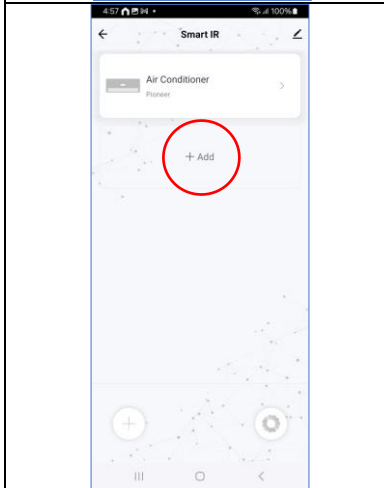 4:57 100%
Smart IR
Air Conditioner
Pioneer
+ Add